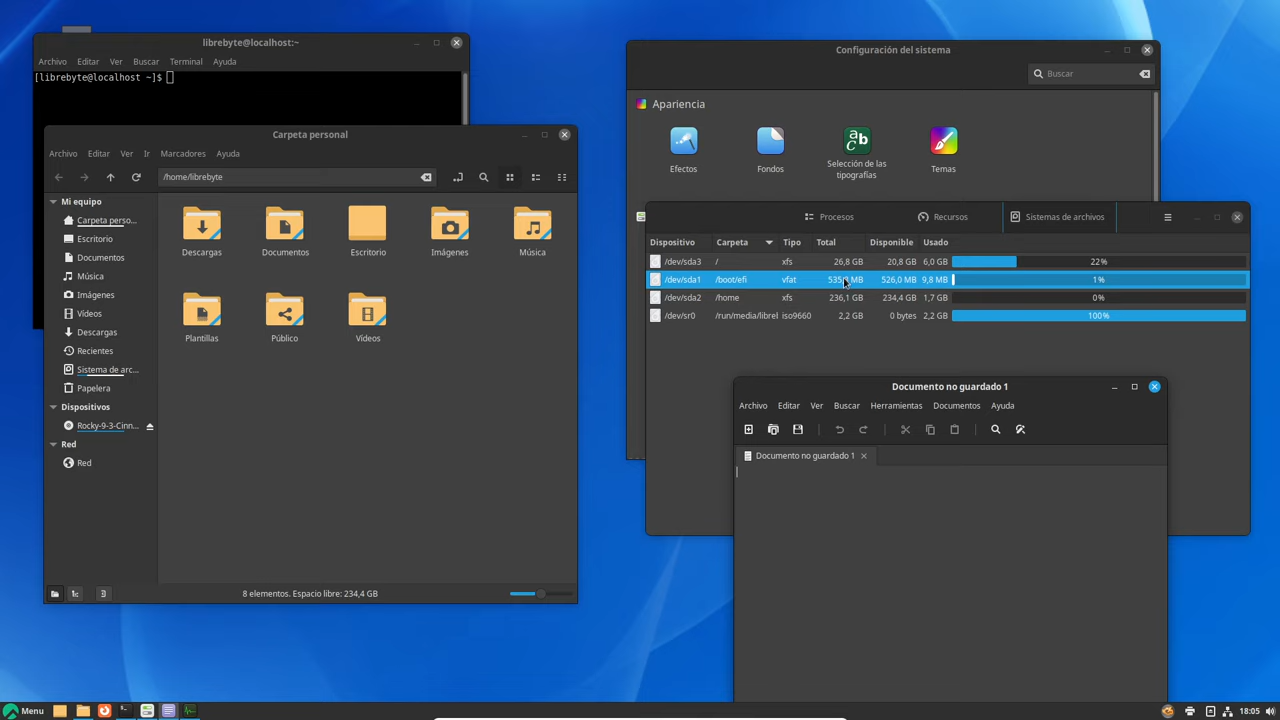 librebyte@localhost:~
Archivo Editar Ver Buscar Terminal Ayuda
[librebyte@localhost ~]$
Carpeta personal
Archivo Editar Ver Ir Marcadores Ayuda
/home/librebyte
Mi equipo
Carpeta perso...
Escritorio
Documentos
Música
Imágenes
Vídeos
Descargas
Recientes
Sistema de arc...
Papelera
Dispositivos
Rocky-9-3-Cinn...
Red
Red
Descargas Documentos Escritorio Imágenes Música
Plantillas Público Vídeos
8 elementos. Espacio libre: 234,4 GB
Configuración del sistema
Buscar
Apariencia
Efectos Fondos Selección de las Temas
tipografías
Procesos Recursos Sistemas de archivos
Dispositivo Carpeta Tipo Total Disponible Usado
/dev/sda3 / xfs 26,8 GB 20,8 GB 6,0 GB 22%
/dev/sda1 /boot/efi vfat MB 526,0 MB 9,8 MB 1%
/dev/sda2 /home xfs 236,1 GB 234,4 GB 1,7 GB 0%
/dev/sr0 /run/media/librel iso9660 2,2 GB 0 bytes 2,2 GB 100%
Documento no guardado 1
Archivo Editar Ver Buscar Herramientas Documentos Ayuda
Documento no guardado 1
Menu 18:05